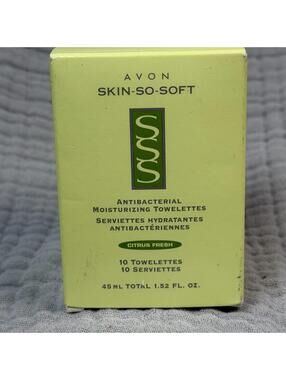 AVON
SKIN-SO-SOFT
SSS
ANTIBACTERIAL
MOISTURIZING TOWELETTES
SERVIETTES HYDRATANTES
ANTIBACTÉRIENNES
CITRUS FRESH
10 TOWELETTES
10 SERVIETTES
45 ML TOTAL 1.52 FL. OZ.